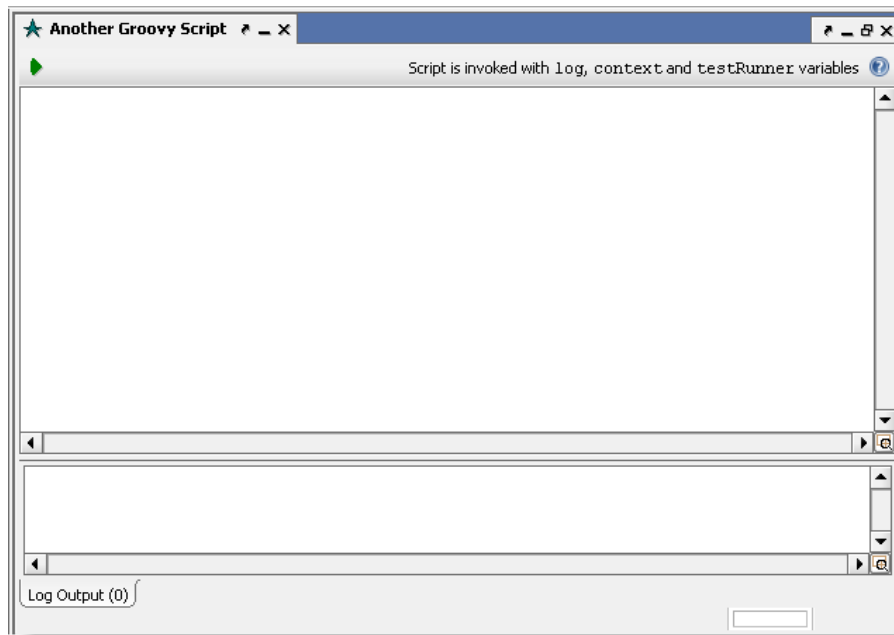 Another Groovy Script
Script is invoked with log, context and testRunner variables
Log Output (0)